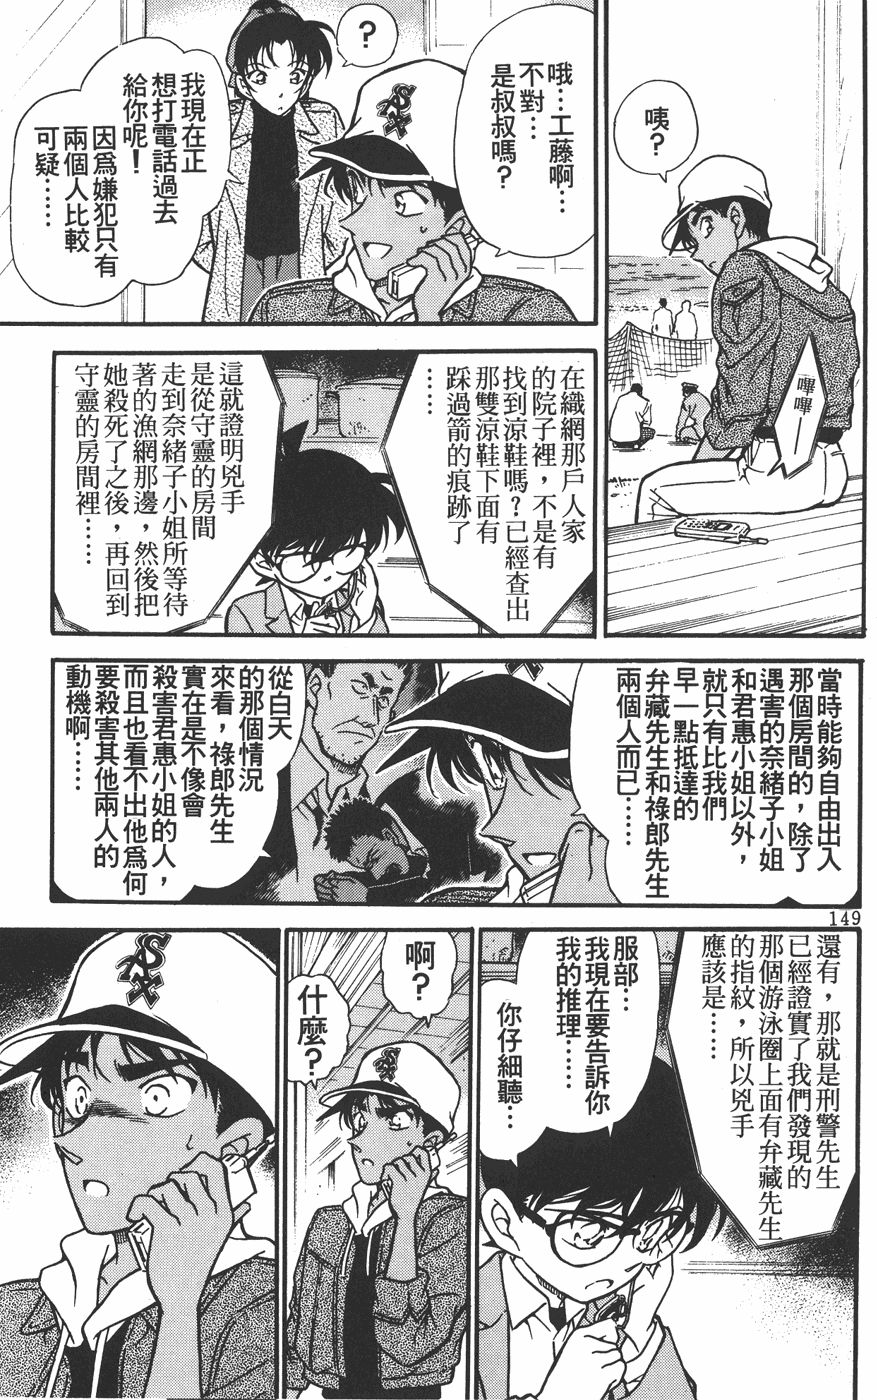 咦？
嗶嗶——
哦…工藤啊…
不對…
是叔叔嗎？
？
我現在正
想打電話過去
給你呢！
因爲嫌犯只有
兩個人比較
可疑……
SAX
在織網那戶人家
的院子裡，不是有
找到涼鞋嗎？已經查出
那雙涼鞋下面有
踩過箭的痕跡了
……
這就證明兇手
是從守靈的房間
走到奈緒子小姐所等待
著的漁網那邊，然後把
她殺死了之後，再回到
守靈的房間裡……
當時能夠自由出入
那個房間的，除了
遇害的奈緒子小姐
和君惠小姐以外，
就只有比我們
早一點抵達的
弁藏先生和祿郎先生
兩個人而已……
從白天
的那個情況
來看，祿郎先生
實在是不像會
殺害君惠小姐的人，
而且也看不出他爲何
要殺害其他兩人的
動機啊……
149
還有，那就是刑警先生
已經證實了我們發現的
那個游泳圈上面有弁藏先生
的指紋，所以兇手
應該是……
服部…
我現在要告訴你
我的推理……
你仔細聽…
啊？
什麼？
SAX
SAX